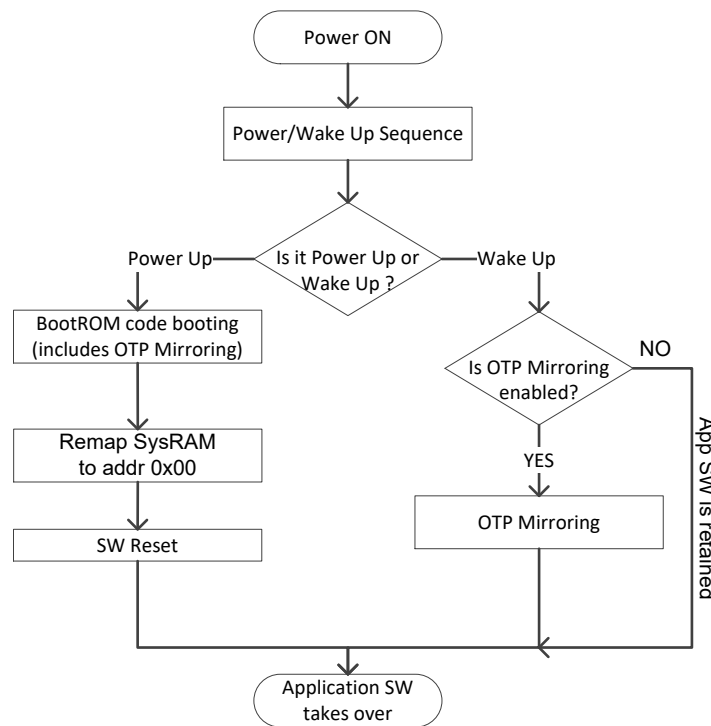 Power ON
Power/Wake Up Sequence
Is it Power Up or
Wake Up ?
Power Up
Wake Up
BootROM code booting
(includes OTP Mirroring)
Is OTP Mirroring
enabled?
NO
YES
Remap SysRAM
to addr 0x00
OTP Mirroring
SW Reset
App SW is retained
Application SW
takes over